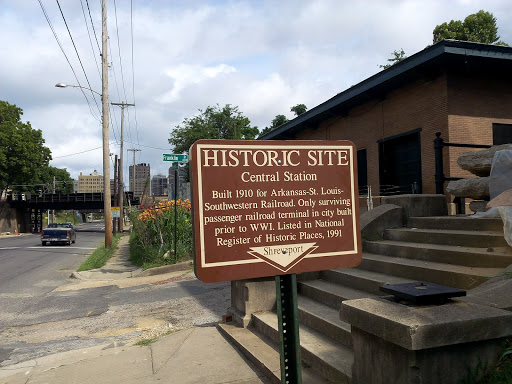 Franklin
HISTORIC SITE
Central Station
Built 1910 for Arkansas-St. Louis-
Southwestern Railroad. Only surviving
passenger railroad terminal in city built
prior to WWI. Listed in National
Register of Historic Places, 1991
Shreveport